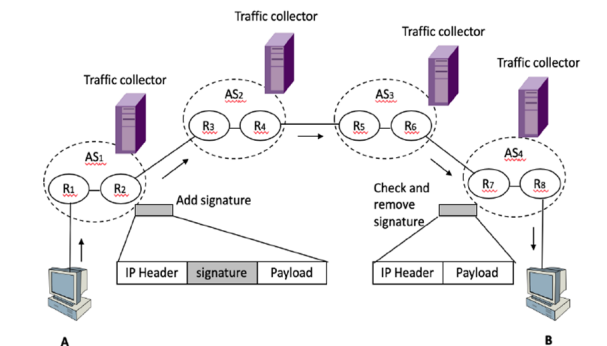 Traffic collector
Traffic collector
Traffic collector
Traffic collector
AS2
AS3
R3
R4
R5
R6
AS1
AS4
R1
R2
R7
R8
Add signature
Check and
remove
signature
IP Header signature Payload
IP Header Payload
A
B